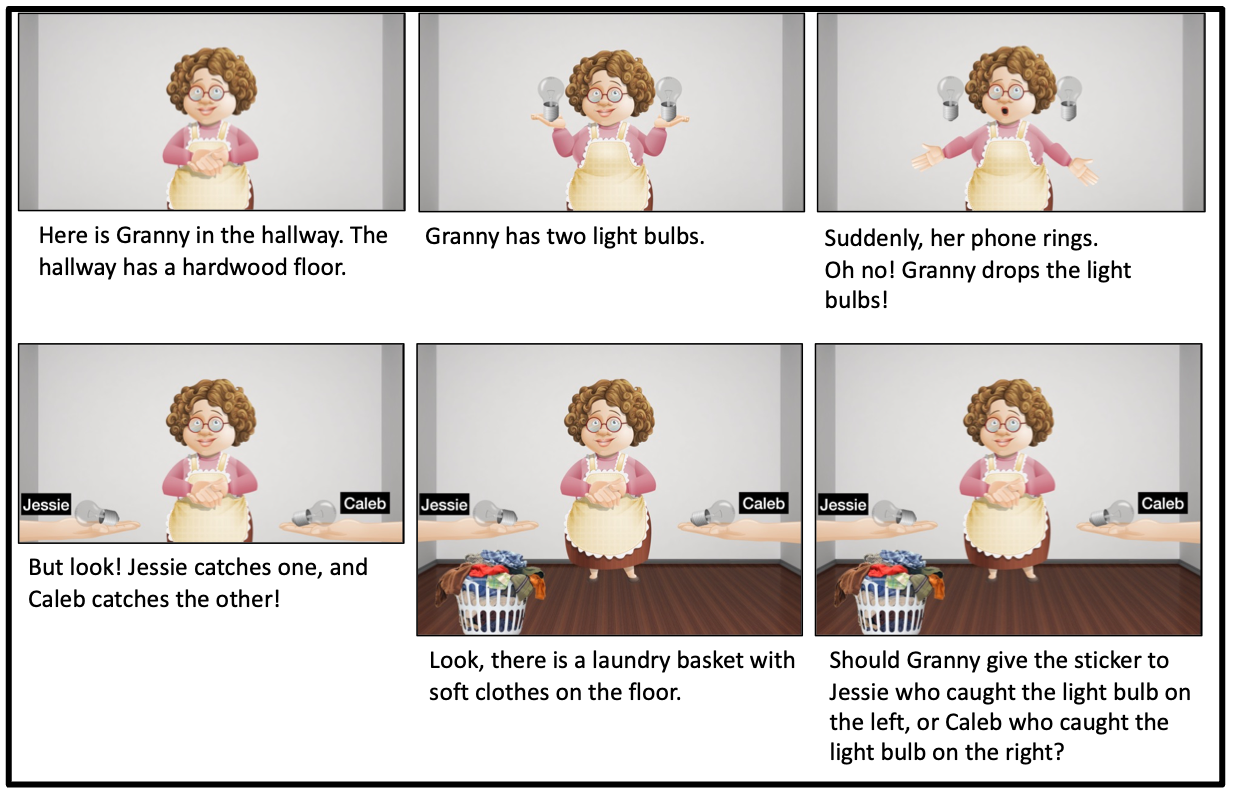 Here is Granny in the hallway. The
hallway has a hardwood floor.
Granny has two light bulbs.
Suddenly, her phone rings.
Oh no! Granny drops the light
bulbs!
Jessie
Caleb
But look! Jessie catches one, and
Caleb catches the other!
Jessie
Caleb
Look, there is a laundry basket with
soft clothes on the floor.
Jessie
Caleb
Should Granny give the sticker to
Jessie who caught the light bulb on
the left, or Caleb who caught the
light bulb on the right?